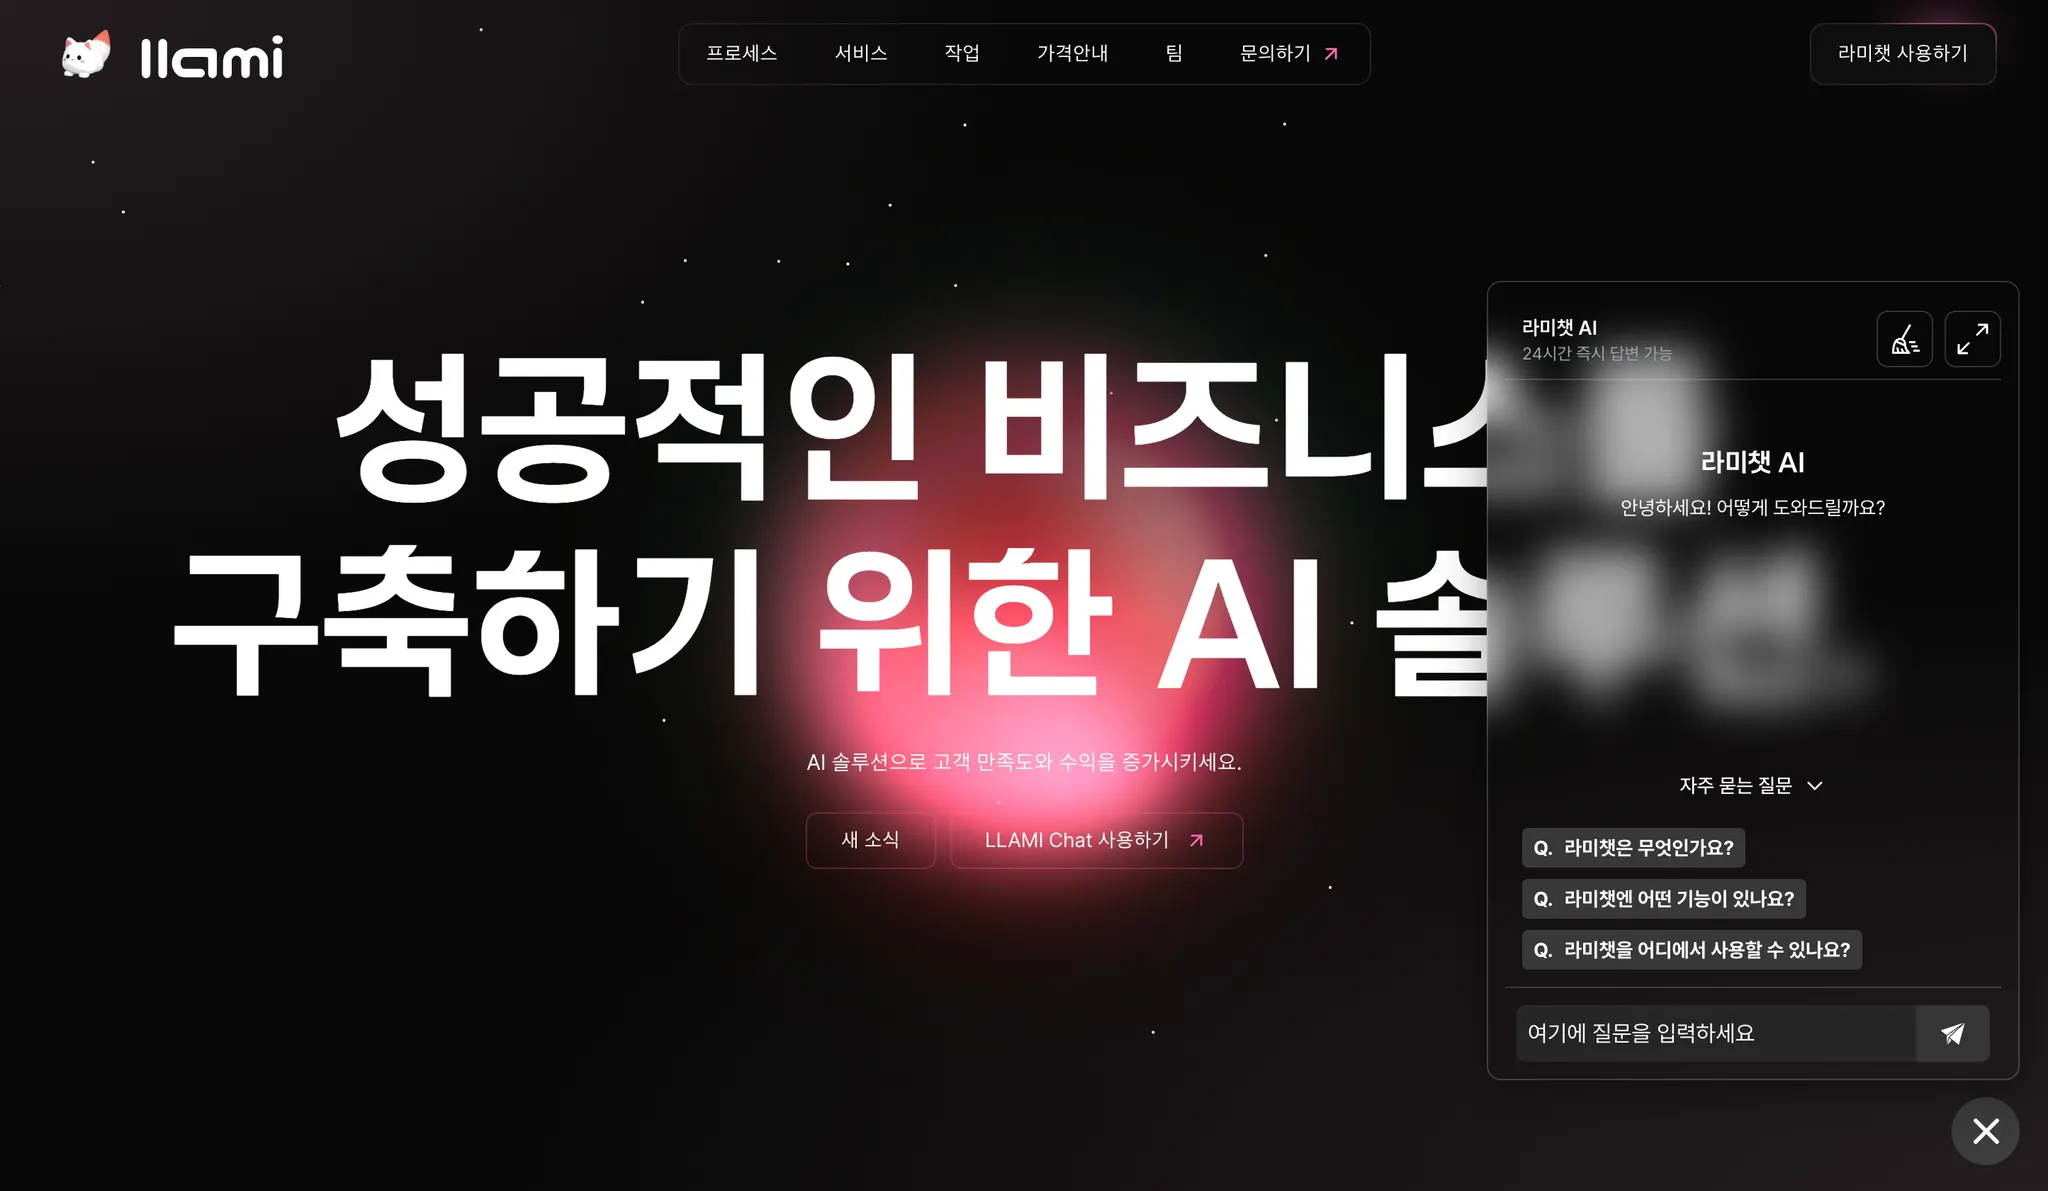 llami
프로세스
서비스
작업
가격안내
팀
문의하기
라미챗 사용하기
성공적인 비즈니스
구축하기 위한 AI 솔
AI 솔루션으로 고객 만족도와 수익을 증가시키세요.
새 소식
LLAMI Chat 사용하기
라미챗 AI
24시간 즉시 답변 가능
라미챗 AI
안녕하세요! 어떻게 도와드릴까요?
자주 묻는 질문
Q. 라미챗은 무엇인가요?
Q. 라미챗엔 어떤 기능이 있나요?
Q. 라미챗을 어디에서 사용할 수 있나요?
여기에 질문을 입력하세요